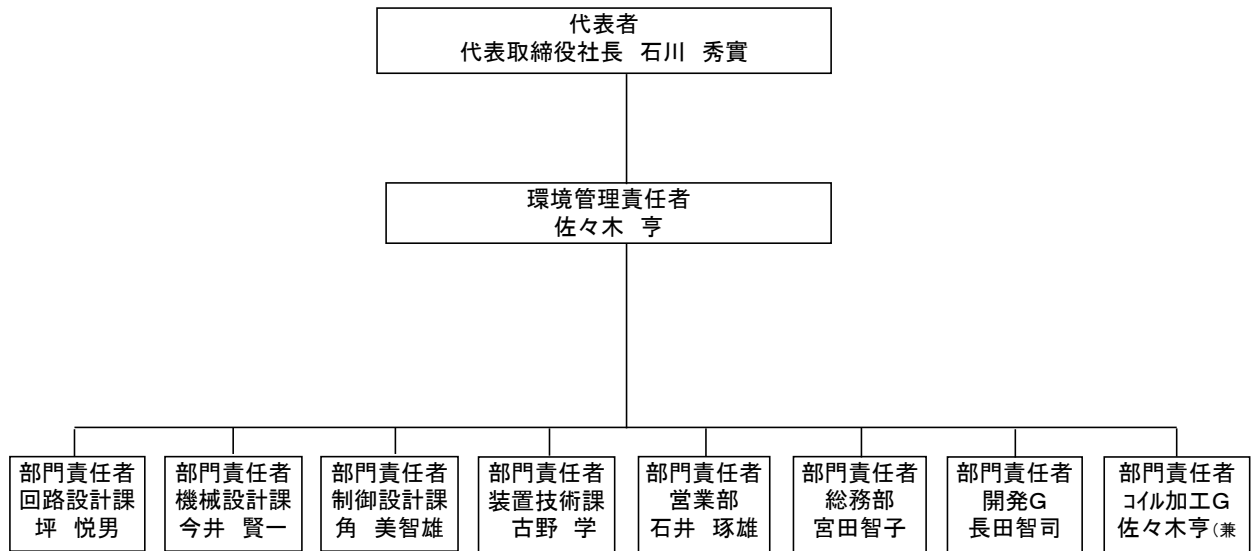 代表者
代表取締役社長 石川 秀實
環境管理責任者
佐々木 亨
部門責任者
回路設計課
坪 悦男
部門責任者
機械設計課
今井 賢一
部門責任者
制御設計課
角 美智雄
部門責任者
装置技術課
古野 学
部門責任者
営業部
石井 琢雄
部門責任者
総務部
宮田智子
部門責任者
開発G
長田智司
部門責任者
ｺｲﾙ加工G
佐々木亨(兼